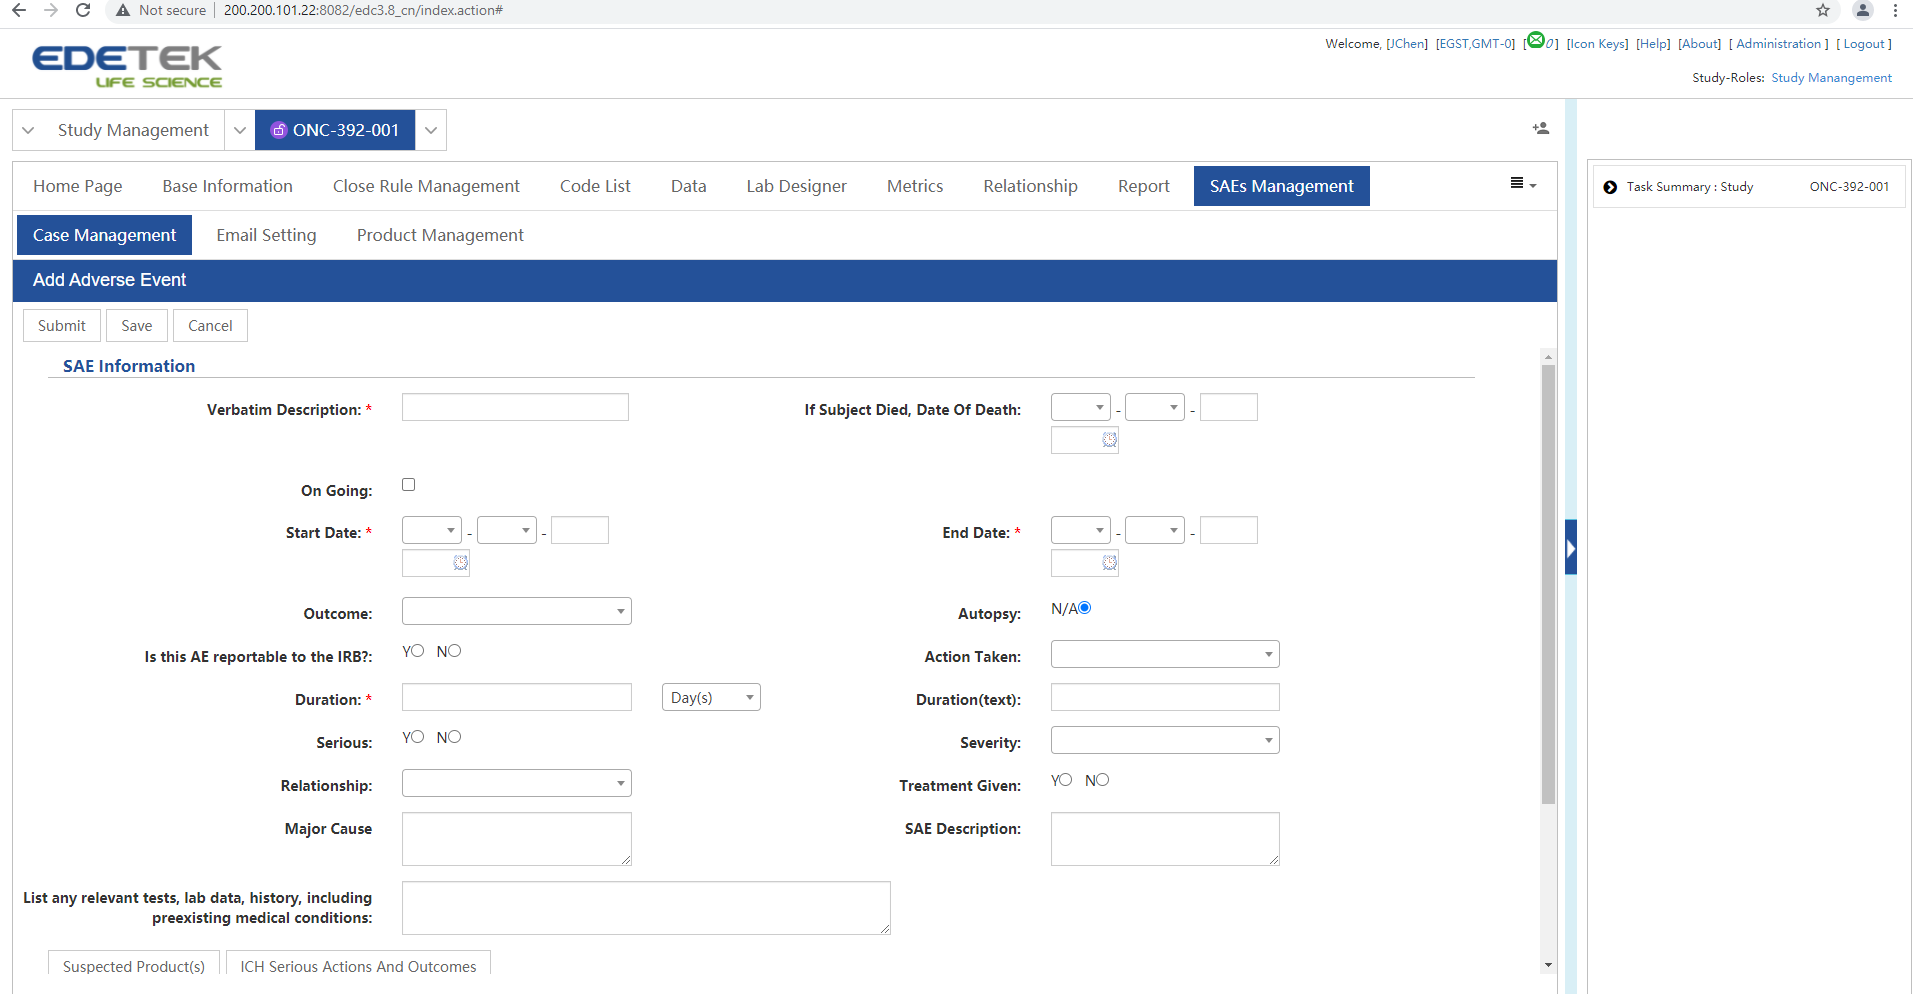 Not secure | 200.200.101.22:8082/edc3.8_cn/index.action#
EDETEK
LIFE SCIENCE
Welcome, [JChen] [EGST,GMT-0] [0] [Icon Keys] [Help] [About] [ Administration ] [ Logout ]
Study-Roles: Study Manangement
Study Management ONC-392-001
Home Page Base Information Close Rule Management Code List Data Lab Designer Metrics Relationship Report SAEs Management
Task Summary : Study ONC-392-001
Case Management Email Setting Product Management
Add Adverse Event
Submit Save Cancel
SAE Information
Verbatim Description: * If Subject Died, Date Of Death: - -
On Going:
Start Date: * - - End Date: * - -
Outcome: Autopsy: N/A
Is this AE reportable to the IRB?: Y N Action Taken:
Duration: * Day(s) Duration(text):
Serious: Y N Severity:
Relationship: Treatment Given: Y N
Major Cause SAE Description:
List any relevant tests, lab data, history, including
preexisting medical conditions:
Suspected Product(s) ICH Serious Actions And Outcomes